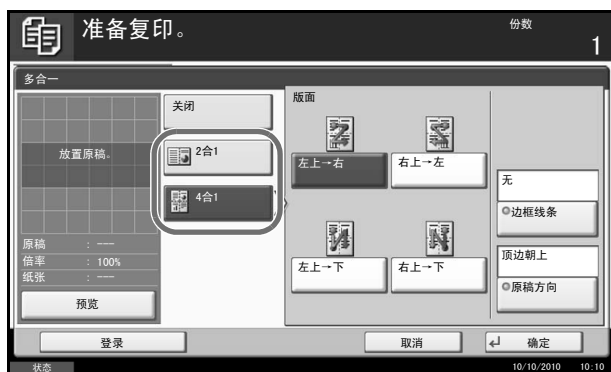 准备复印。
份数
1
多合一
放置原稿。
原稿 : ---
倍率 : 100%
纸张 : ---
预览
关闭
2合1
4合1
版面
左上→右
右上→左
左上→下
右上→下
无
边框线条
顶边朝上
原稿方向
登录
取消
确定
状态
10/10/2010 10:10